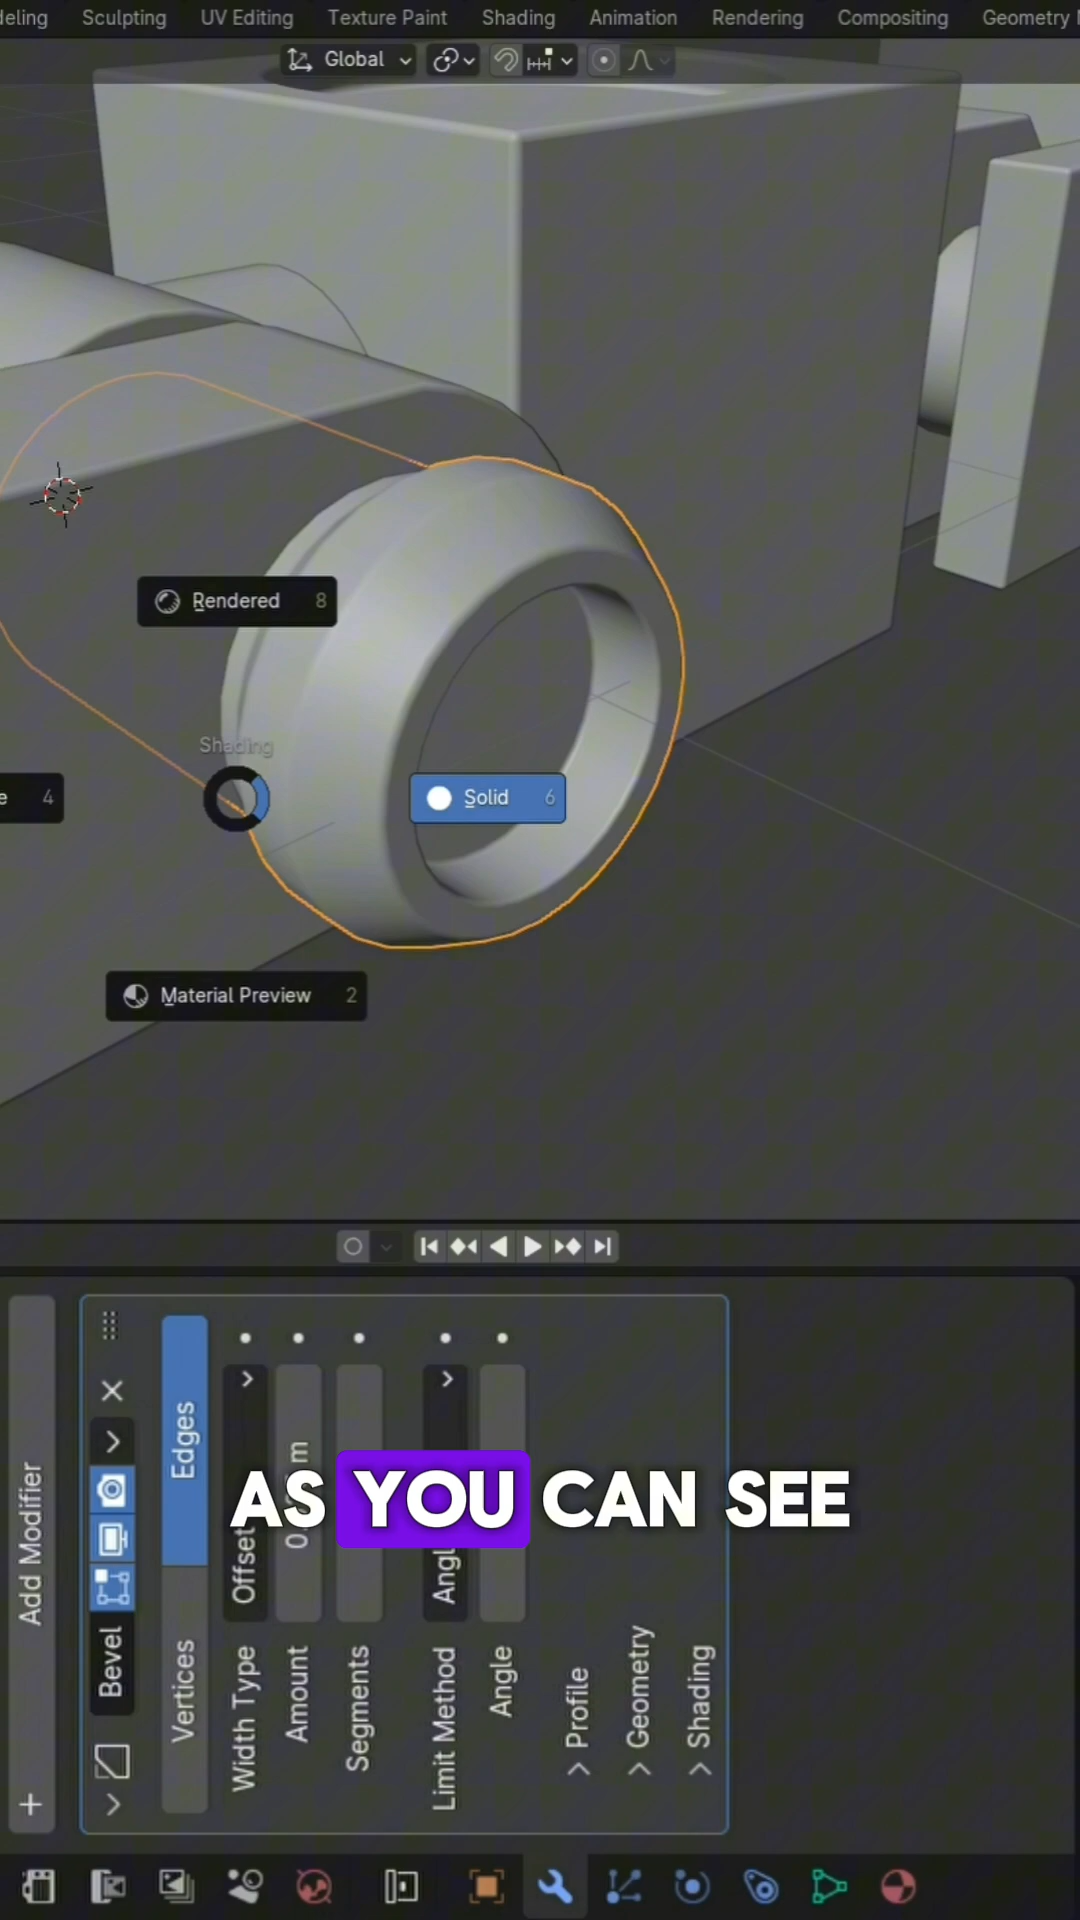 Sculpting UV Editing Texture Paint Shading Animation Rendering Compositing Geometry
Global
Rendered 8
Shading
4
Solid 6
Material Preview 2
Add Modifier
Bevel
Vertices Edges
Width Type Offset
Amount m
Segments
Limit Method
Angle
Profile
Geometry
Shading
AS YOU CAN SEE